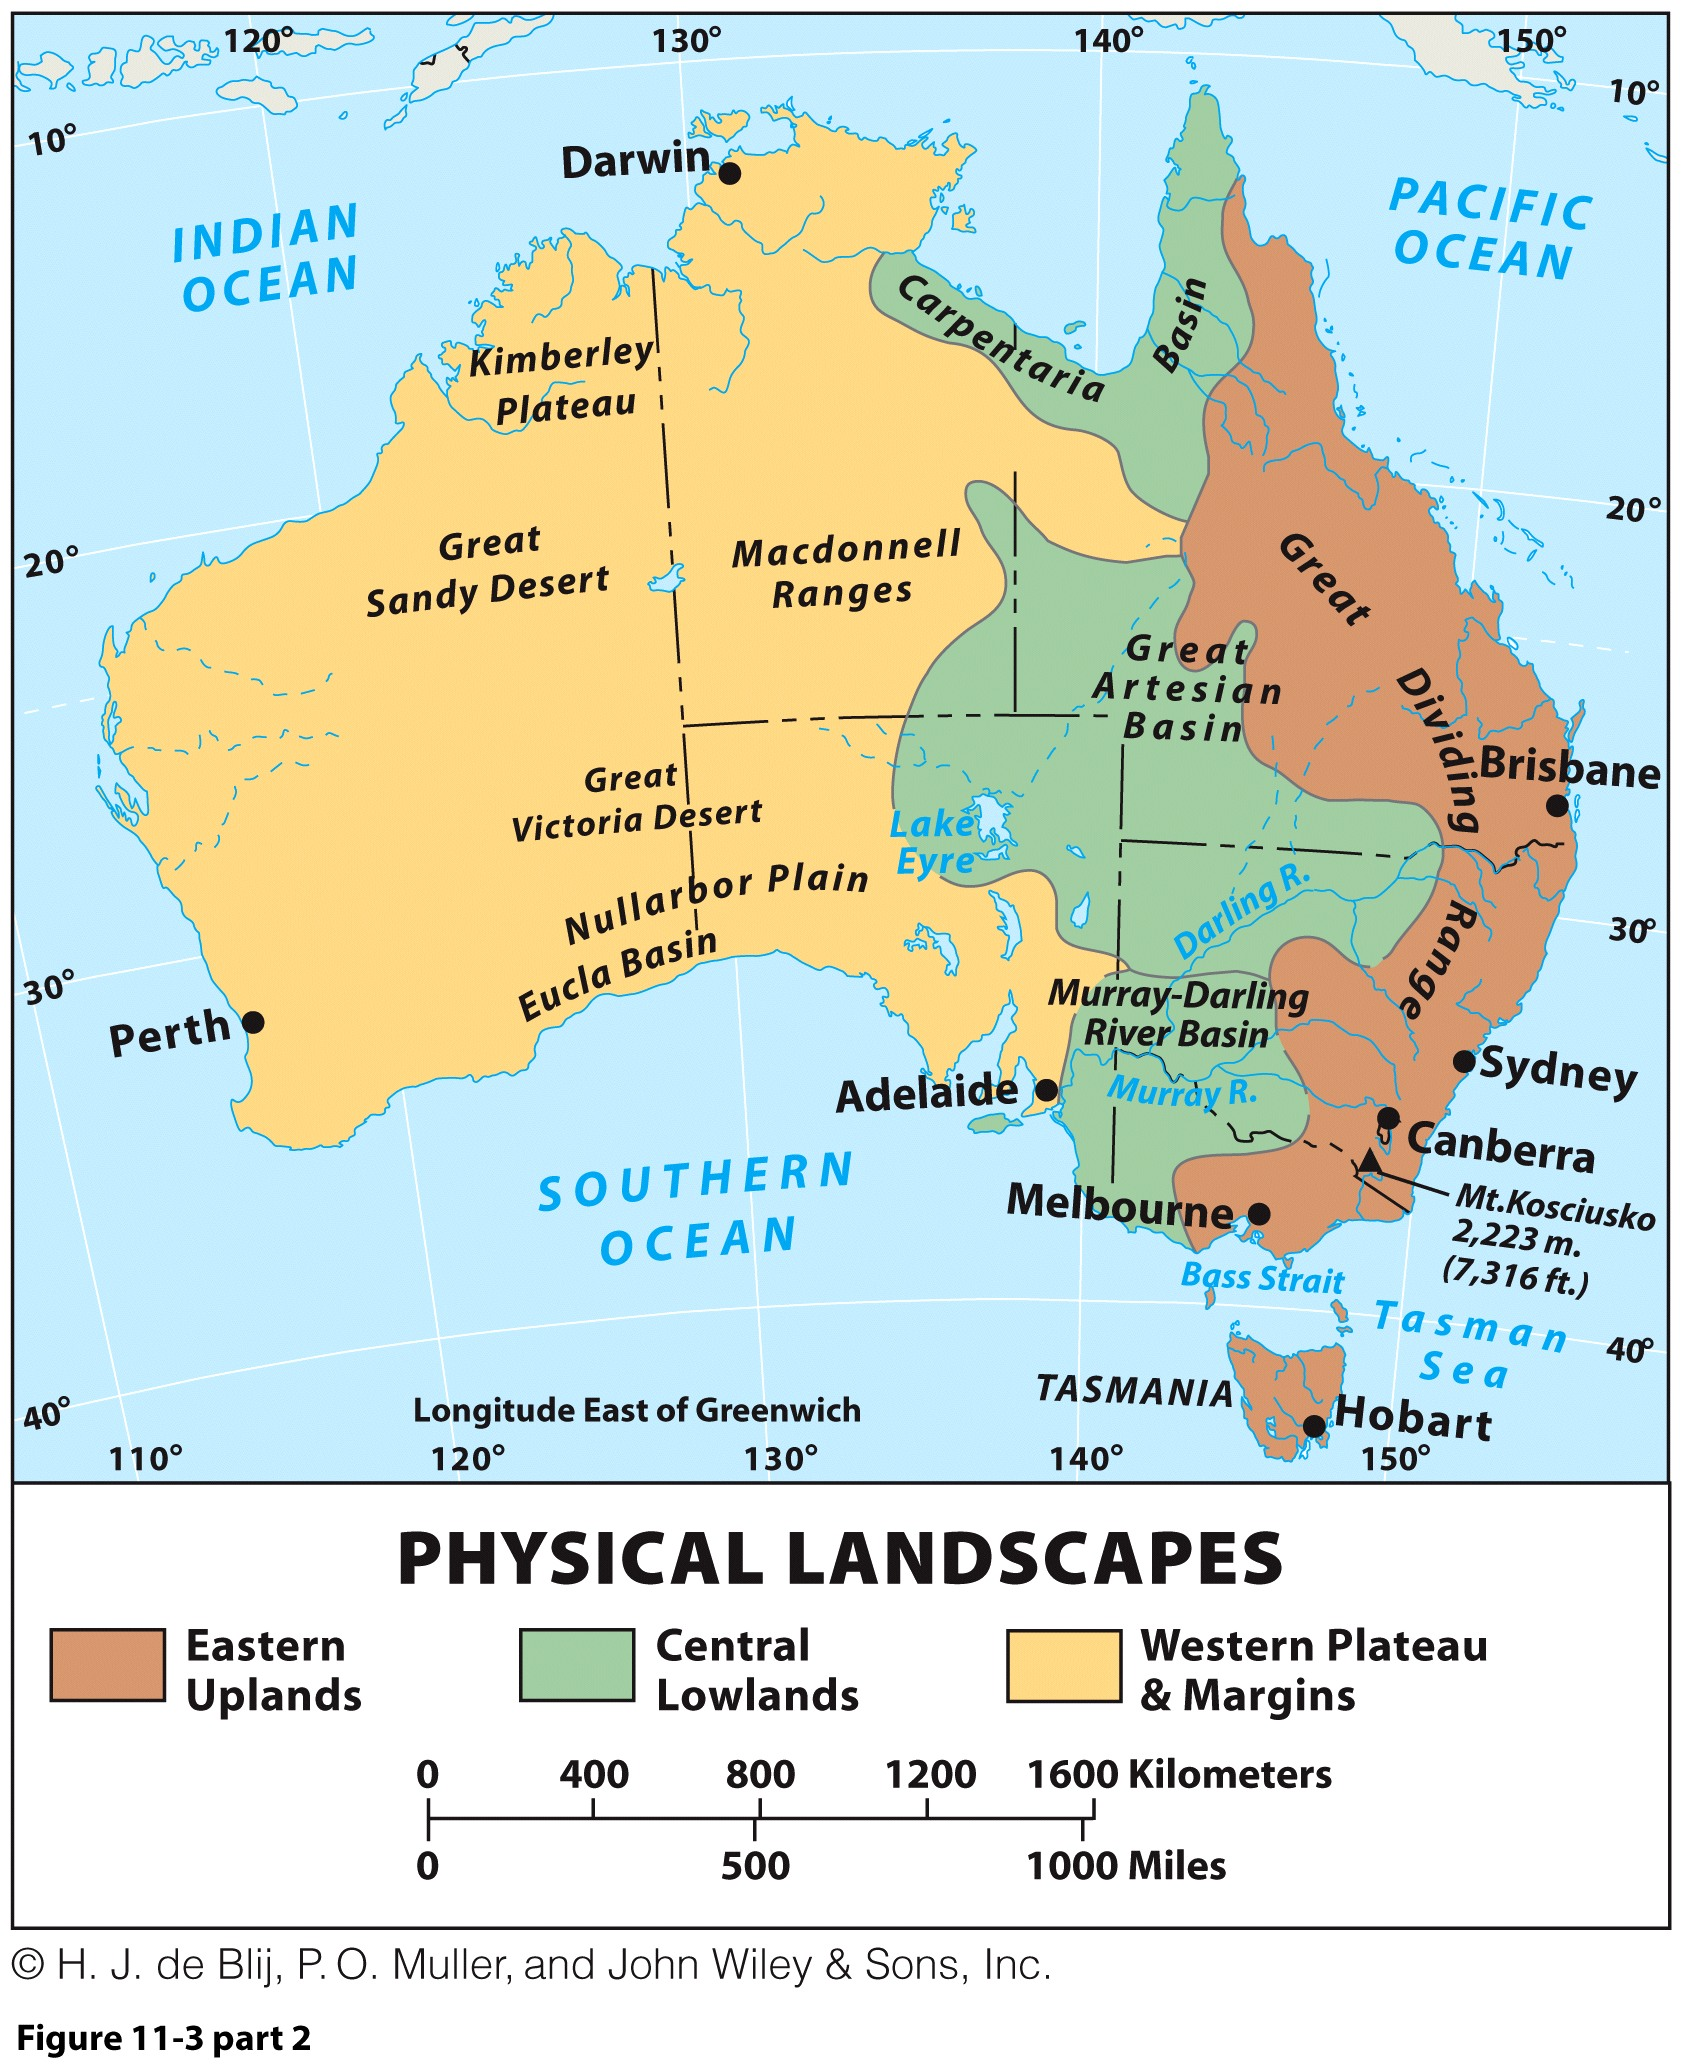 120°
130°
140°
150°
10°
10°
Darwin
INDIAN
OCEAN
PACIFIC
OCEAN
Carpentaria
Basin
Kimberley
Plateau
20°
20°
Great
Sandy Desert
Macdonnell
Ranges
Great
Dividing
Range
Great
Artesian
Basin
Brisbane
Great
Victoria Desert
Lake
Eyre
Nullarbor Plain
Darling R.
Eucla Basin
30°
30°
Perth
Murray-Darling
River Basin
Murray R.
Adelaide
Sydney
Canberra
SOUTHERN
OCEAN
Melbourne
Mt.Kosciusko
2,223 m.
(7,316 ft.)
Bass Strait
Tasman
Sea
40°
40°
TASMANIA
Hobart
Longitude East of Greenwich
110°
120°
130°
140°
150°
PHYSICAL LANDSCAPES
Eastern
Uplands
Central
Lowlands
Western Plateau
& Margins
0 400 800 1200 1600 Kilometers
0 500 1000 Miles
© H. J. de Blij, P. O. Muller, and John Wiley & Sons, Inc.
Figure 11-3 part 2